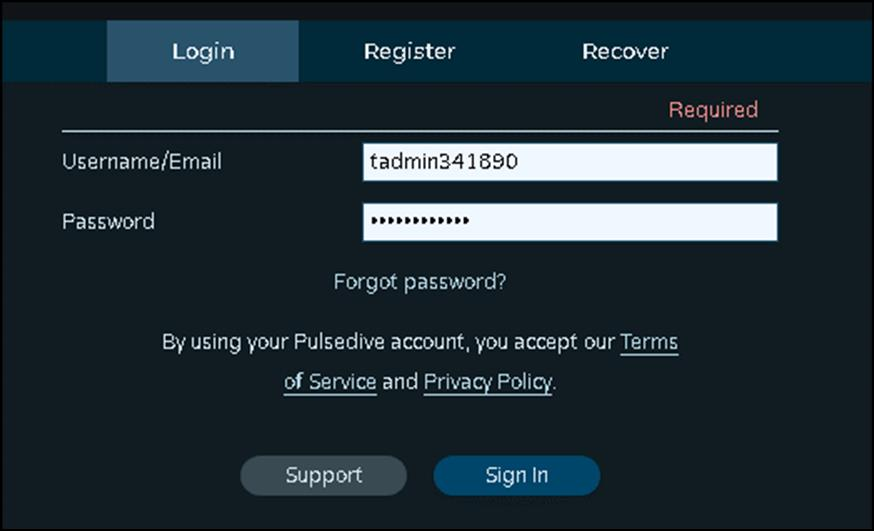 Login Register Recover
Required
Username/Email tadmin341890
Password ••••••••••••
Forgot password?
By using your Pulsedive account, you accept our Terms
of Service and Privacy Policy.
Support Sign In